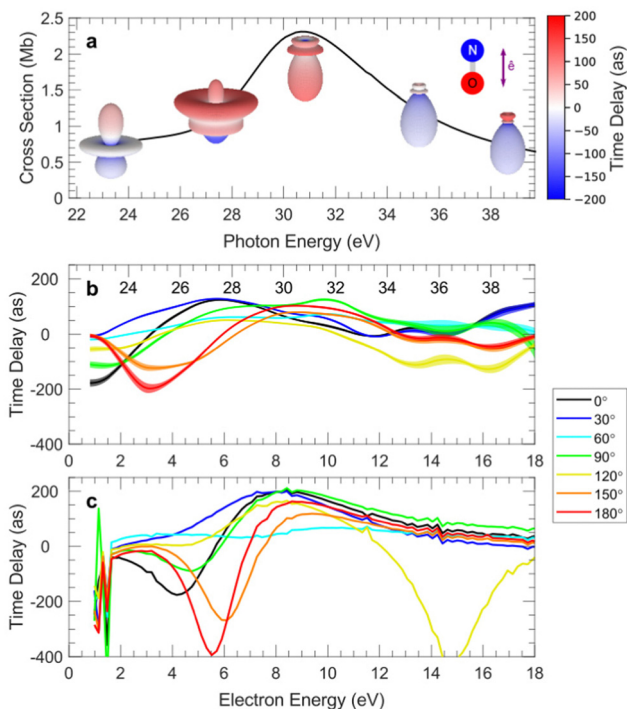 a
Cross Section (Mb)
2.5
2
1.5
1
0.5
0
22 24 26 28 30 32 34 36 38
Photon Energy (eV)
N
O
ê
200
150
100
50
0
-50
-100
-150
-200
Time Delay (as)
b
24 26 28 30 32 34 36 38
Time Delay (as)
200
0
-200
-400
0 2 4 6 8 10 12 14 16 18
c
Time Delay (as)
200
0
-200
-400
0 2 4 6 8 10 12 14 16 18
Electron Energy (eV)
0°
30°
60°
90°
120°
150°
180°